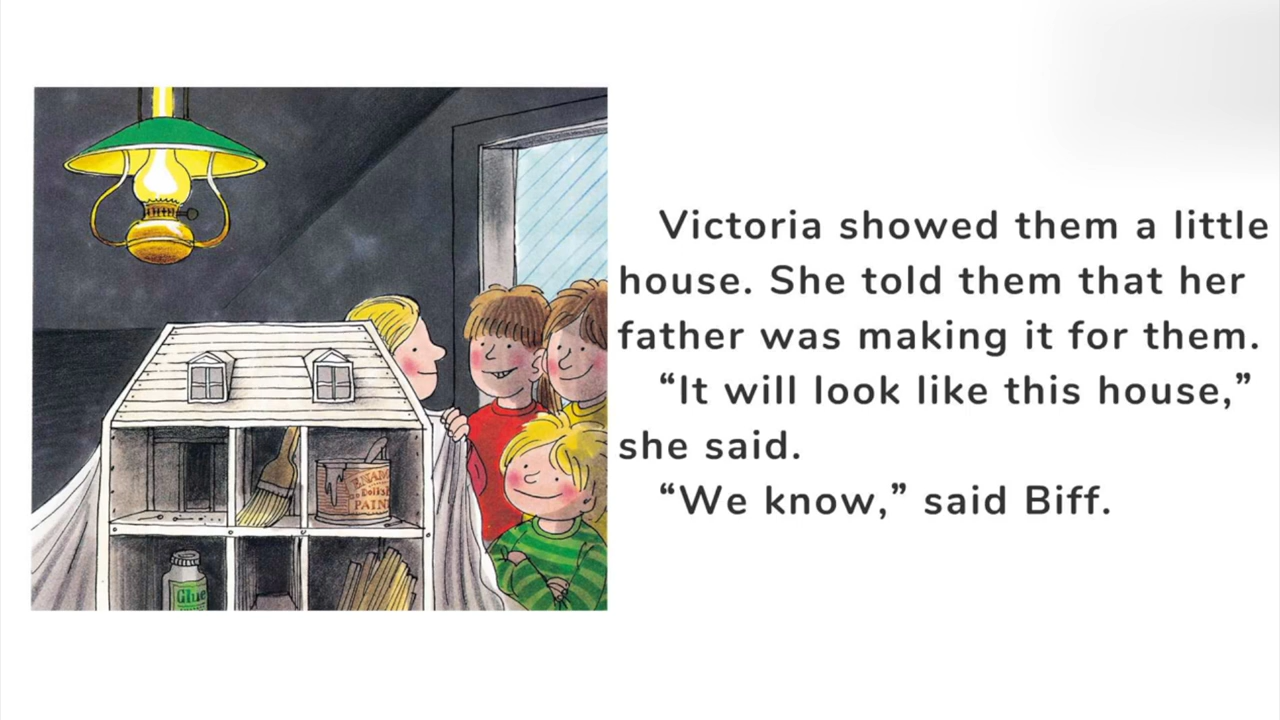 Victoria showed them a little
house. She told them that her
father was making it for them.
“It will look like this house,”
she said.
“We know,” said Biff.
PAIN
Glue